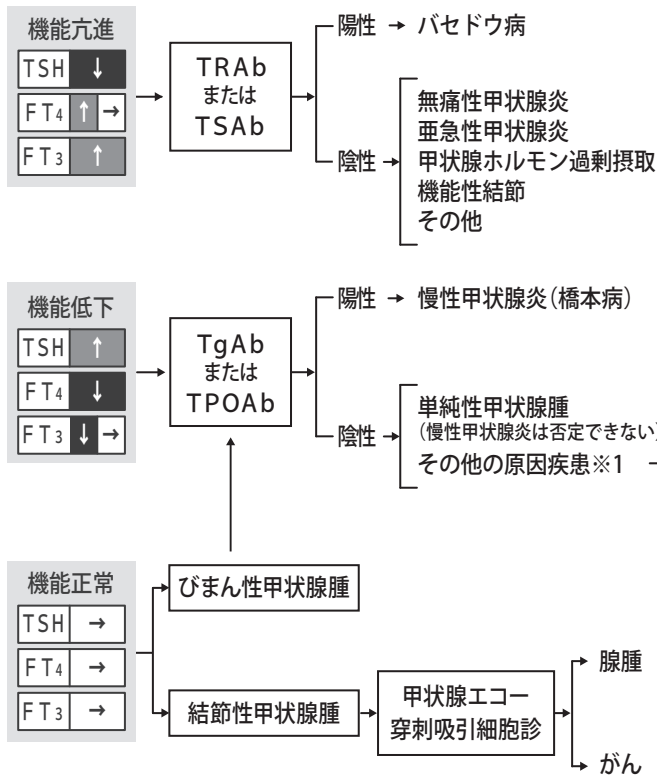 機能亢進
TSH ↓
FT4 ↑ →
FT3 ↑
TRAb
または
TSAb
陽性 → バセドウ病
陰性 →
無痛性甲状腺炎
亜急性甲状腺炎
甲状腺ホルモン過剰摂取
機能性結節
その他
機能低下
TSH ↑
FT4 ↓
FT3 ↓ →
TgAb
または
TPOAb
陽性 → 慢性甲状腺炎(橋本病)
陰性 →
単純性甲状腺腫
(慢性甲状腺炎は否定できない)
その他の原因疾患※1
機能正常
TSH →
FT4 →
FT3 →
びまん性甲状腺腫
結節性甲状腺腫
甲状腺エコー
穿刺吸引細胞診
腺腫
がん